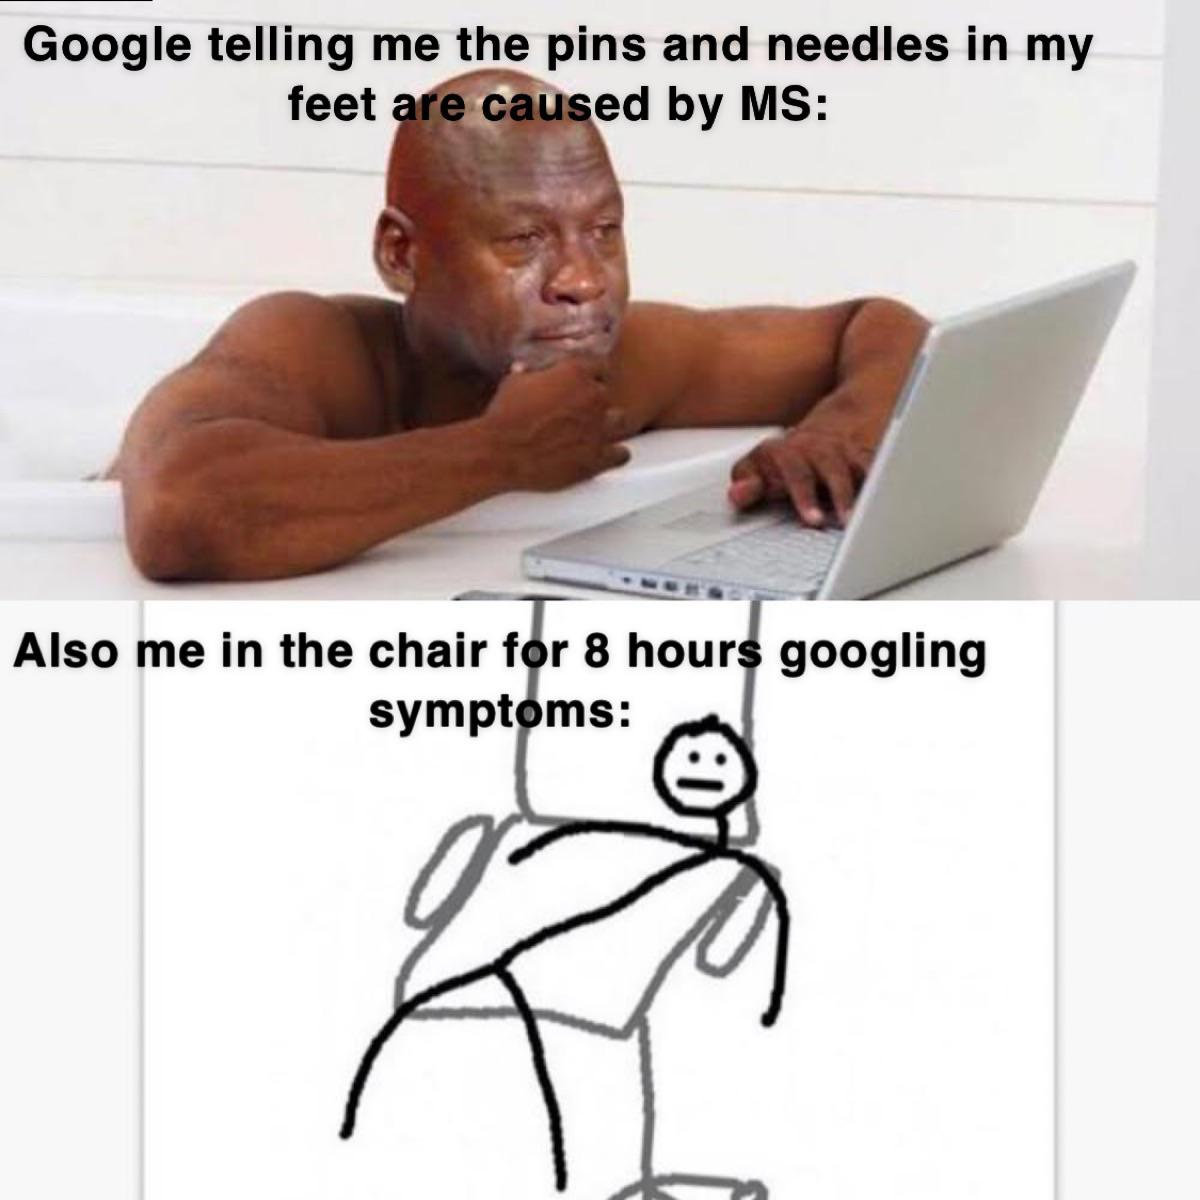 Google telling me the pins and needles in my
feet are caused by MS:
Also me in the chair for 8 hours googling
symptoms: